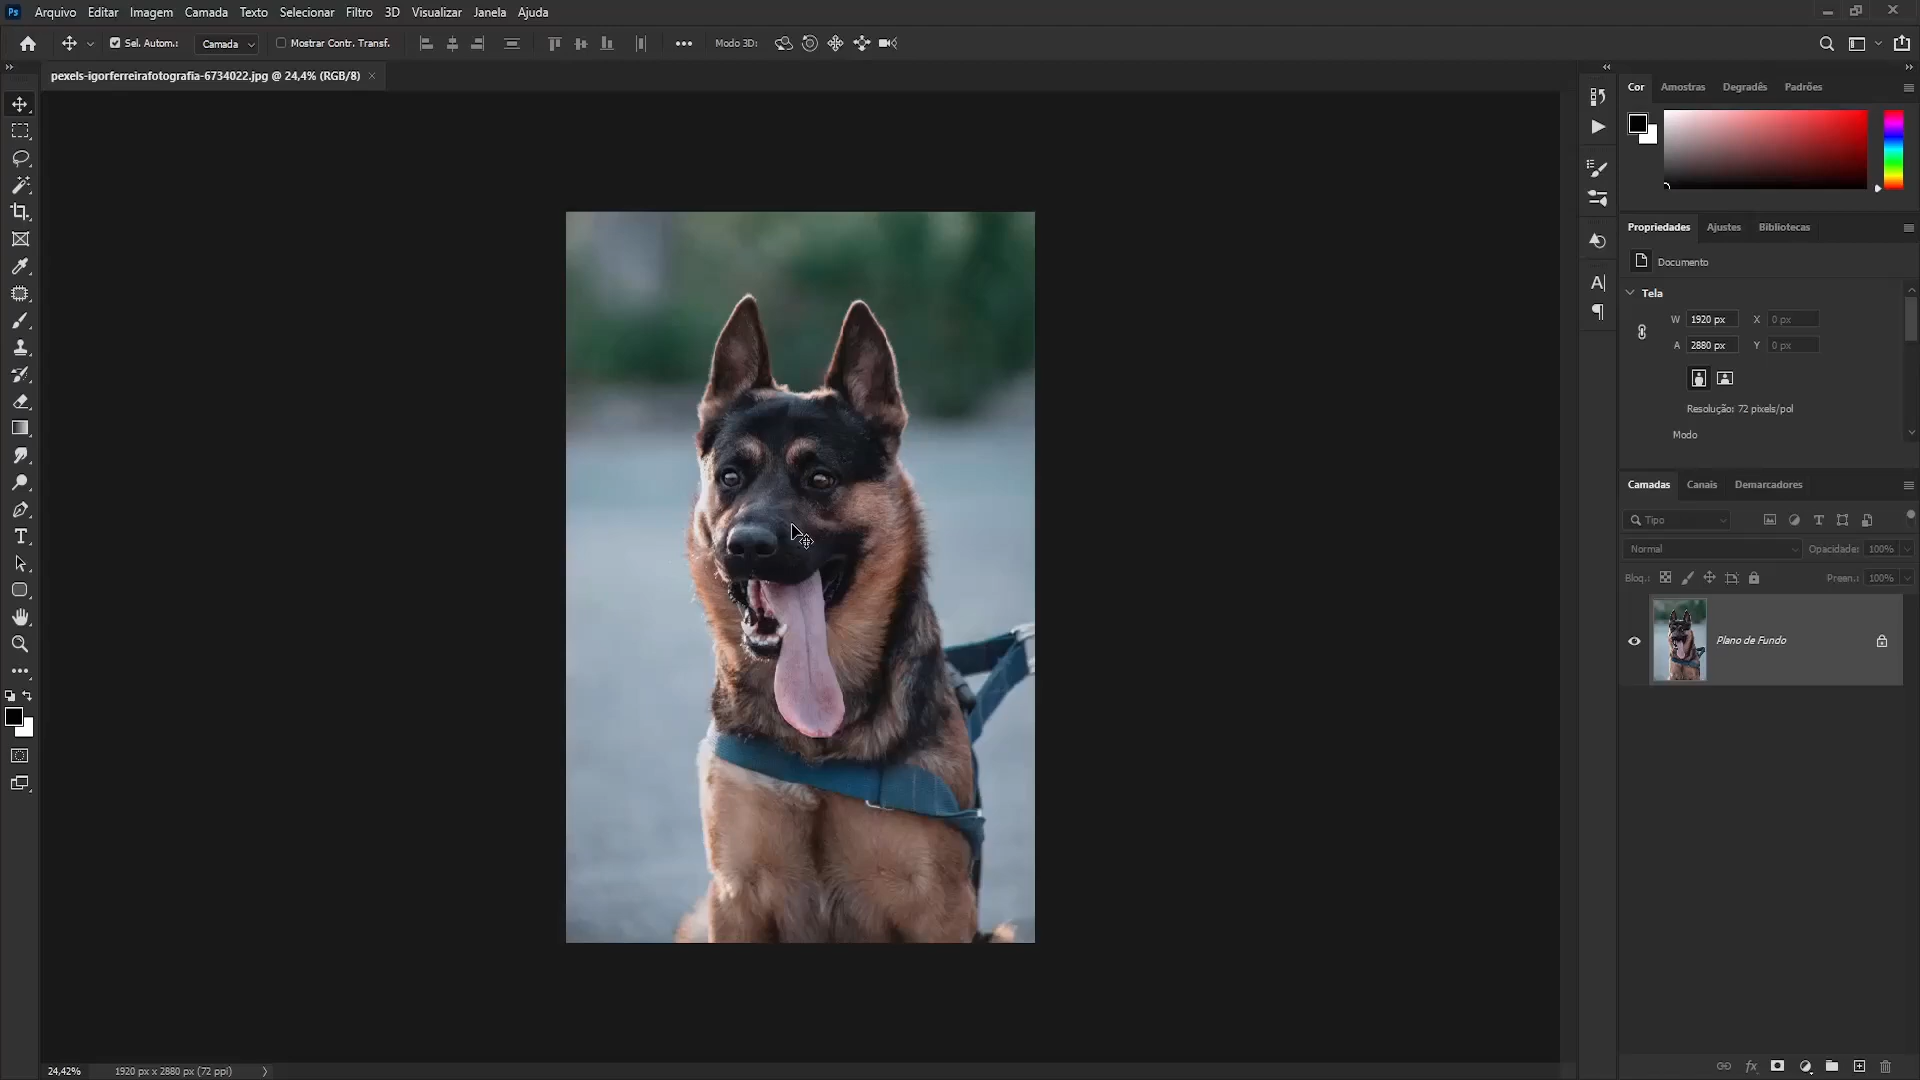 Ps Arquivo Editar Imagem Camada Texto Selecionar Filtro 3D Visualizar Janela Ajuda
Sel. Autom.: Camada Mostrar Contr. Transf. Modo 3D:
pexels-igorferreirafotografia-6734022.jpg @ 24,4% (RGB/8)
Cor Amostras Degradês Padrões
Propriedades Ajustes Bibliotecas
Documento
Tela
W 1920 px X 0 px
A 2880 px Y 0 px
Resolução: 72 pixels/pol
Modo
Camadas Canais Demarcadores
Tipo
Normal Opacidade: 100%
Bloq.: Preen.: 100%
Plano de Fundo
24,42% 1920 px x 2880 px (72 ppi)